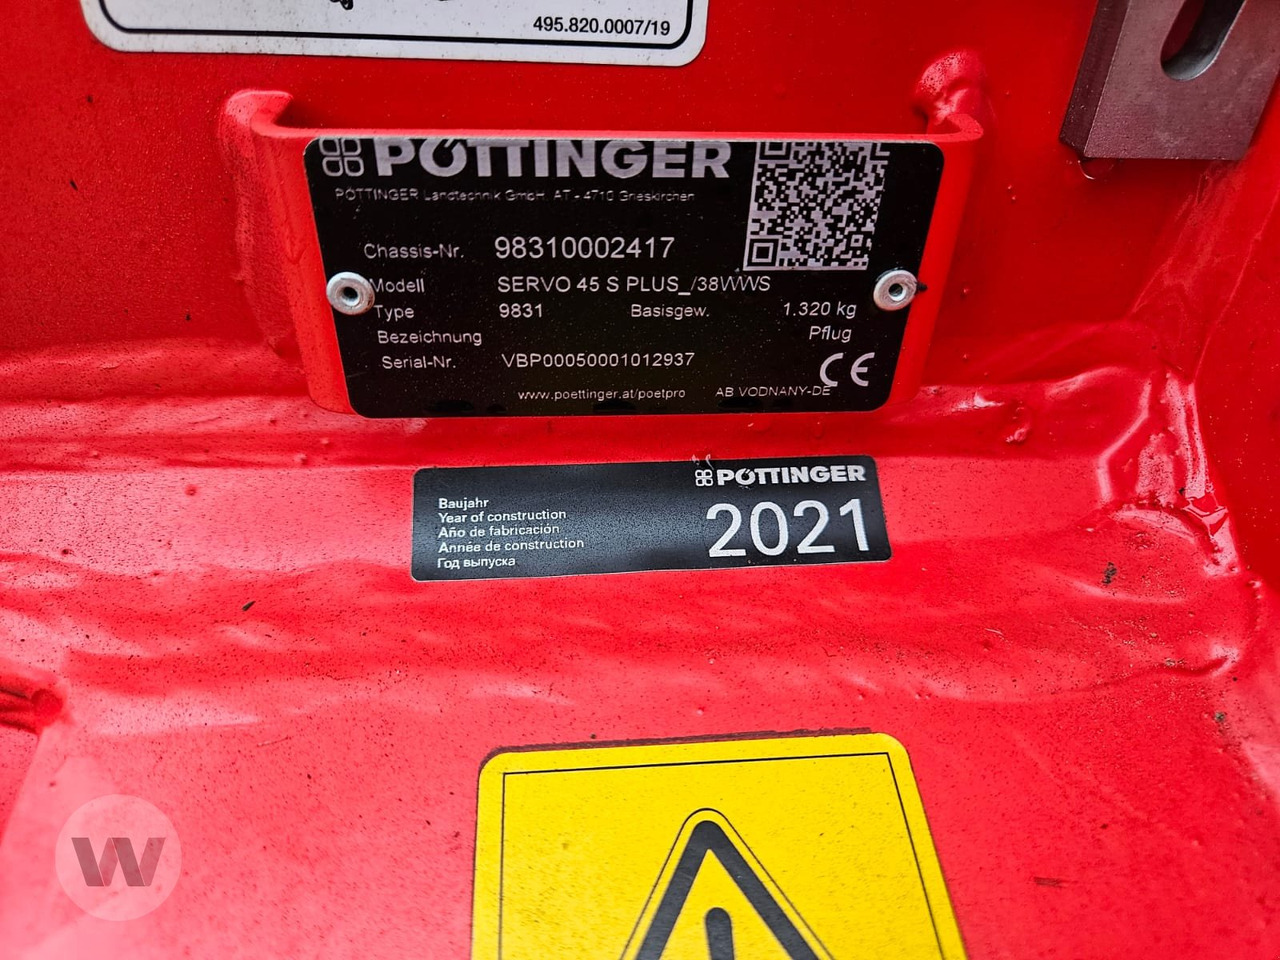 495.820.0007/19
PÖTTINGER
PÖTTINGER Landtechnik GmbH, AT - 4710 Grieskirchen
Chassis-Nr. 98310002417
Modell SERVO 45 S PLUS_/38WWS
Type 9831 Basisgew. 1.320 kg
Bezeichnung Pflug
Serial-Nr. VBP00050001012937
CE
www.poettinger.at/poetpro AB VODNANY-DE
PÖTTINGER
Baujahr
Year of construction
Año de fabricación
Année de construction
Год выпуска
2021
W